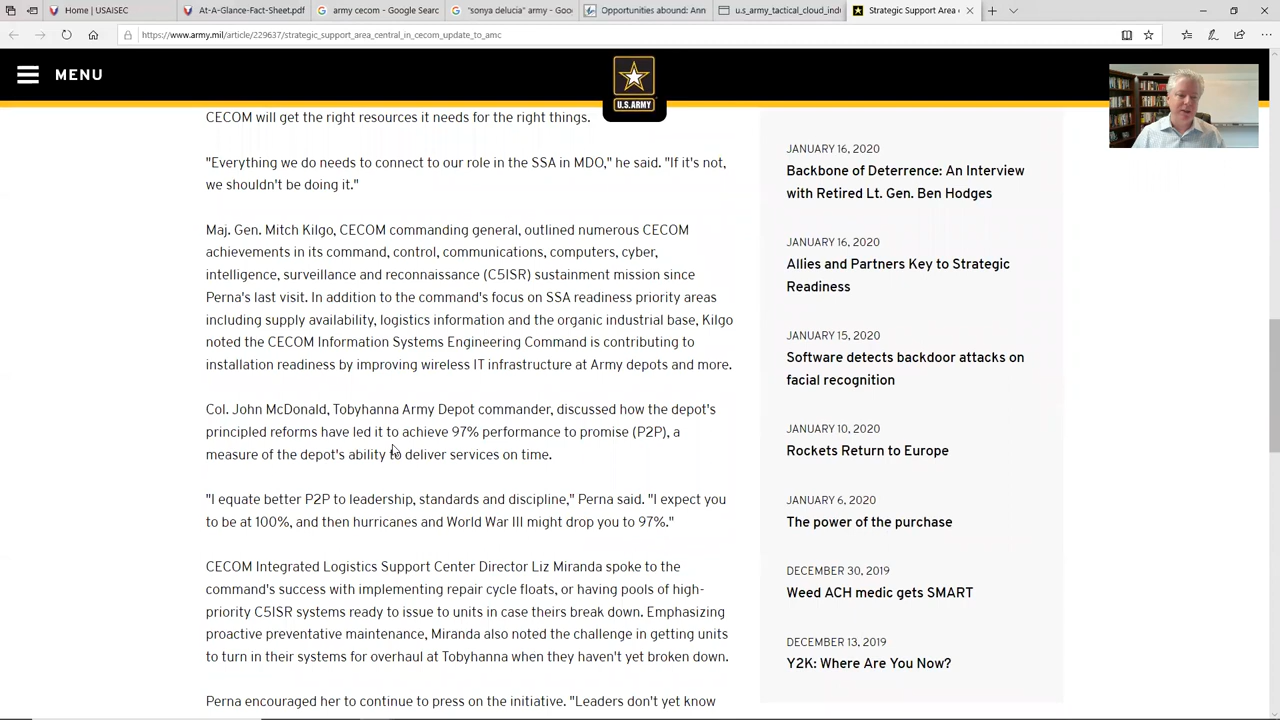 Home | USAISEC
At-A-Glance-Fact-Sheet.pdf
army cecom - Google Searc
"sonya delucia" army - Goo
Opportunities abound: Ann
u.s_army_tactical_cloud_ind
Strategic Support Area c
https://www.army.mil/article/229637/strategic_support_area_central_in_cecom_update_to_amc
MENU
U.S.ARMY
CECOM will get the right resources it needs for the right things.
"Everything we do needs to connect to our role in the SSA in MDO," he said. "If it's not,
we shouldn't be doing it."
Maj. Gen. Mitch Kilgo, CECOM commanding general, outlined numerous CECOM
achievements in its command, control, communications, computers, cyber,
intelligence, surveillance and reconnaissance (C5ISR) sustainment mission since
Perna's last visit. In addition to the command's focus on SSA readiness priority areas
including supply availability, logistics information and the organic industrial base, Kilgo
noted the CECOM Information Systems Engineering Command is contributing to
installation readiness by improving wireless IT infrastructure at Army depots and more.
Col. John McDonald, Tobyhanna Army Depot commander, discussed how the depot's
principled reforms have led it to achieve 97% performance to promise (P2P), a
measure of the depot's ability to deliver services on time.
"I equate better P2P to leadership, standards and discipline," Perna said. "I expect you
to be at 100%, and then hurricanes and World War III might drop you to 97%."
CECOM Integrated Logistics Support Center Director Liz Miranda spoke to the
command's success with implementing repair cycle floats, or having pools of high-
priority C5ISR systems ready to issue to units in case theirs break down. Emphasizing
proactive preventative maintenance, Miranda also noted the challenge in getting units
to turn in their systems for overhaul at Tobyhanna when they haven't yet broken down.
Perna encouraged her to continue to press on the initiative. "Leaders don't yet know
JANUARY 16, 2020
Backbone of Deterrence: An Interview
with Retired Lt. Gen. Ben Hodges
JANUARY 16, 2020
Allies and Partners Key to Strategic
Readiness
JANUARY 15, 2020
Software detects backdoor attacks on
facial recognition
JANUARY 10, 2020
Rockets Return to Europe
JANUARY 6, 2020
The power of the purchase
DECEMBER 30, 2019
Weed ACH medic gets SMART
DECEMBER 13, 2019
Y2K: Where Are You Now?